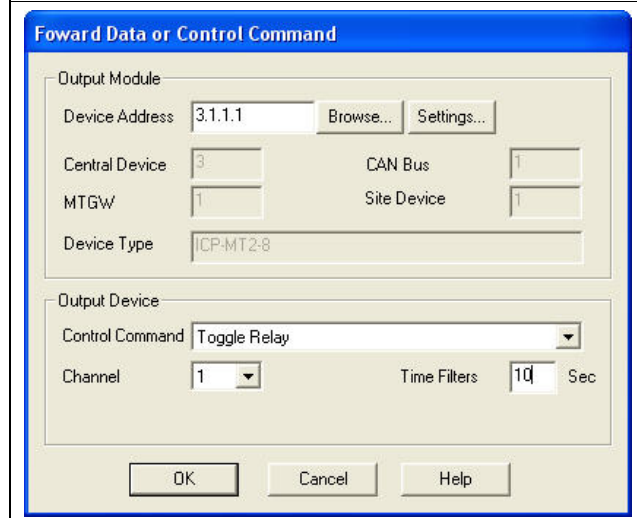 Foward Data or Control Command
Output Module
Device Address 3.1.1.1 Browse... Settings...
Central Device 3 CAN Bus 1
MTGW 1 Site Device 1
Device Type ICP-MT2-8
Output Device
Control Command Toggle Relay
Channel 1 Time Filters 10 Sec
OK Cancel Help